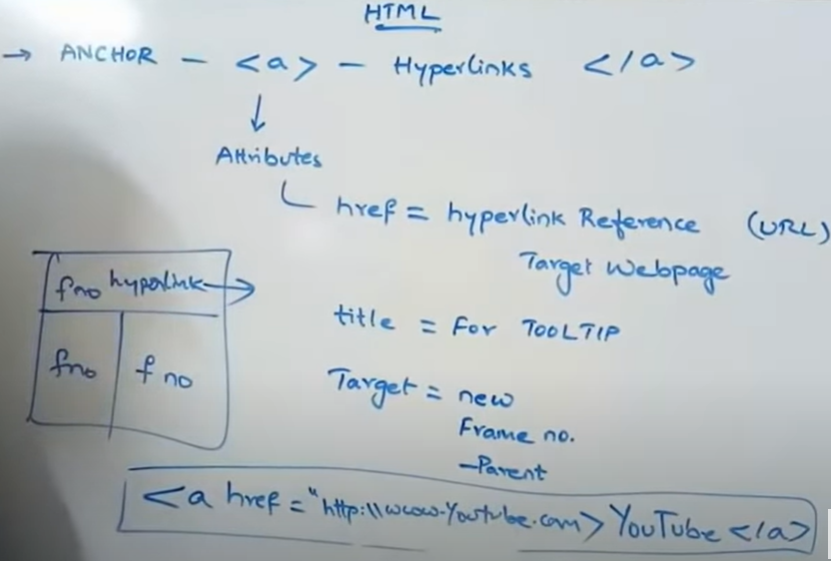 HTML
→ ANCHOR - <a> - Hyperlinks </a>
Attributes
href = hyperlink Reference (URL)
Target Webpage
title = For TOOLTIP
Target = new
Frame no.
-Parent
fno hyperlink
fno f no
<a href="http:\\www.Youtube.com>YouTube</a>